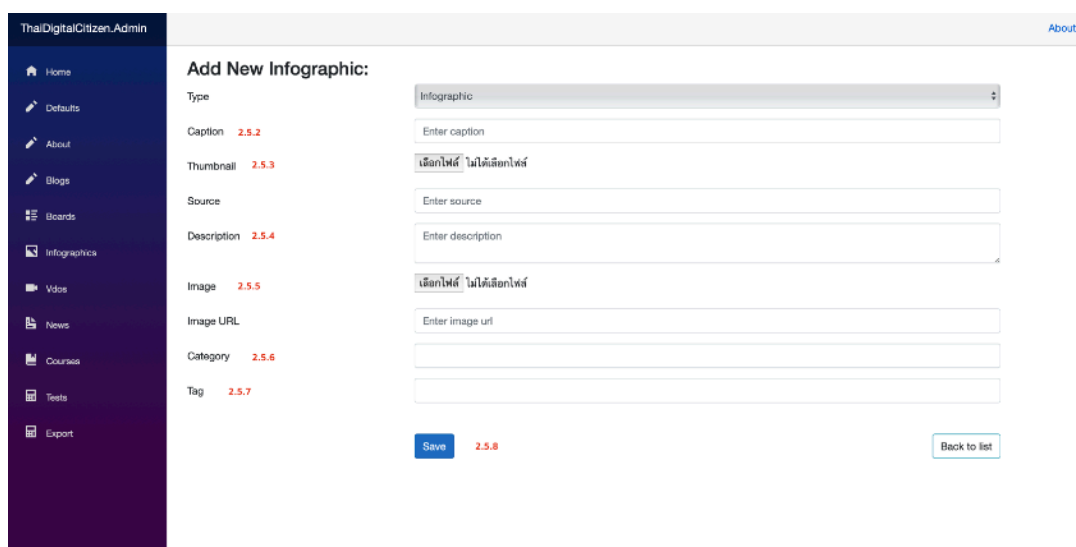 ThaiDigitalCitizen.Admin
About
Home
Defaults
About
Blogs
Boards
Infographics
Vdos
News
Courses
Tests
Export
Add New Infographic:
Type Infographic
Caption 2.5.2 Enter caption
Thumbnail 2.5.3 เลือกไฟล์ ไม่ได้เลือกไฟล์
Source Enter source
Description 2.5.4 Enter description
Image 2.5.5 เลือกไฟล์ ไม่ได้เลือกไฟล์
Image URL Enter image url
Category 2.5.6
Tag 2.5.7
Save 2.5.8 Back to list